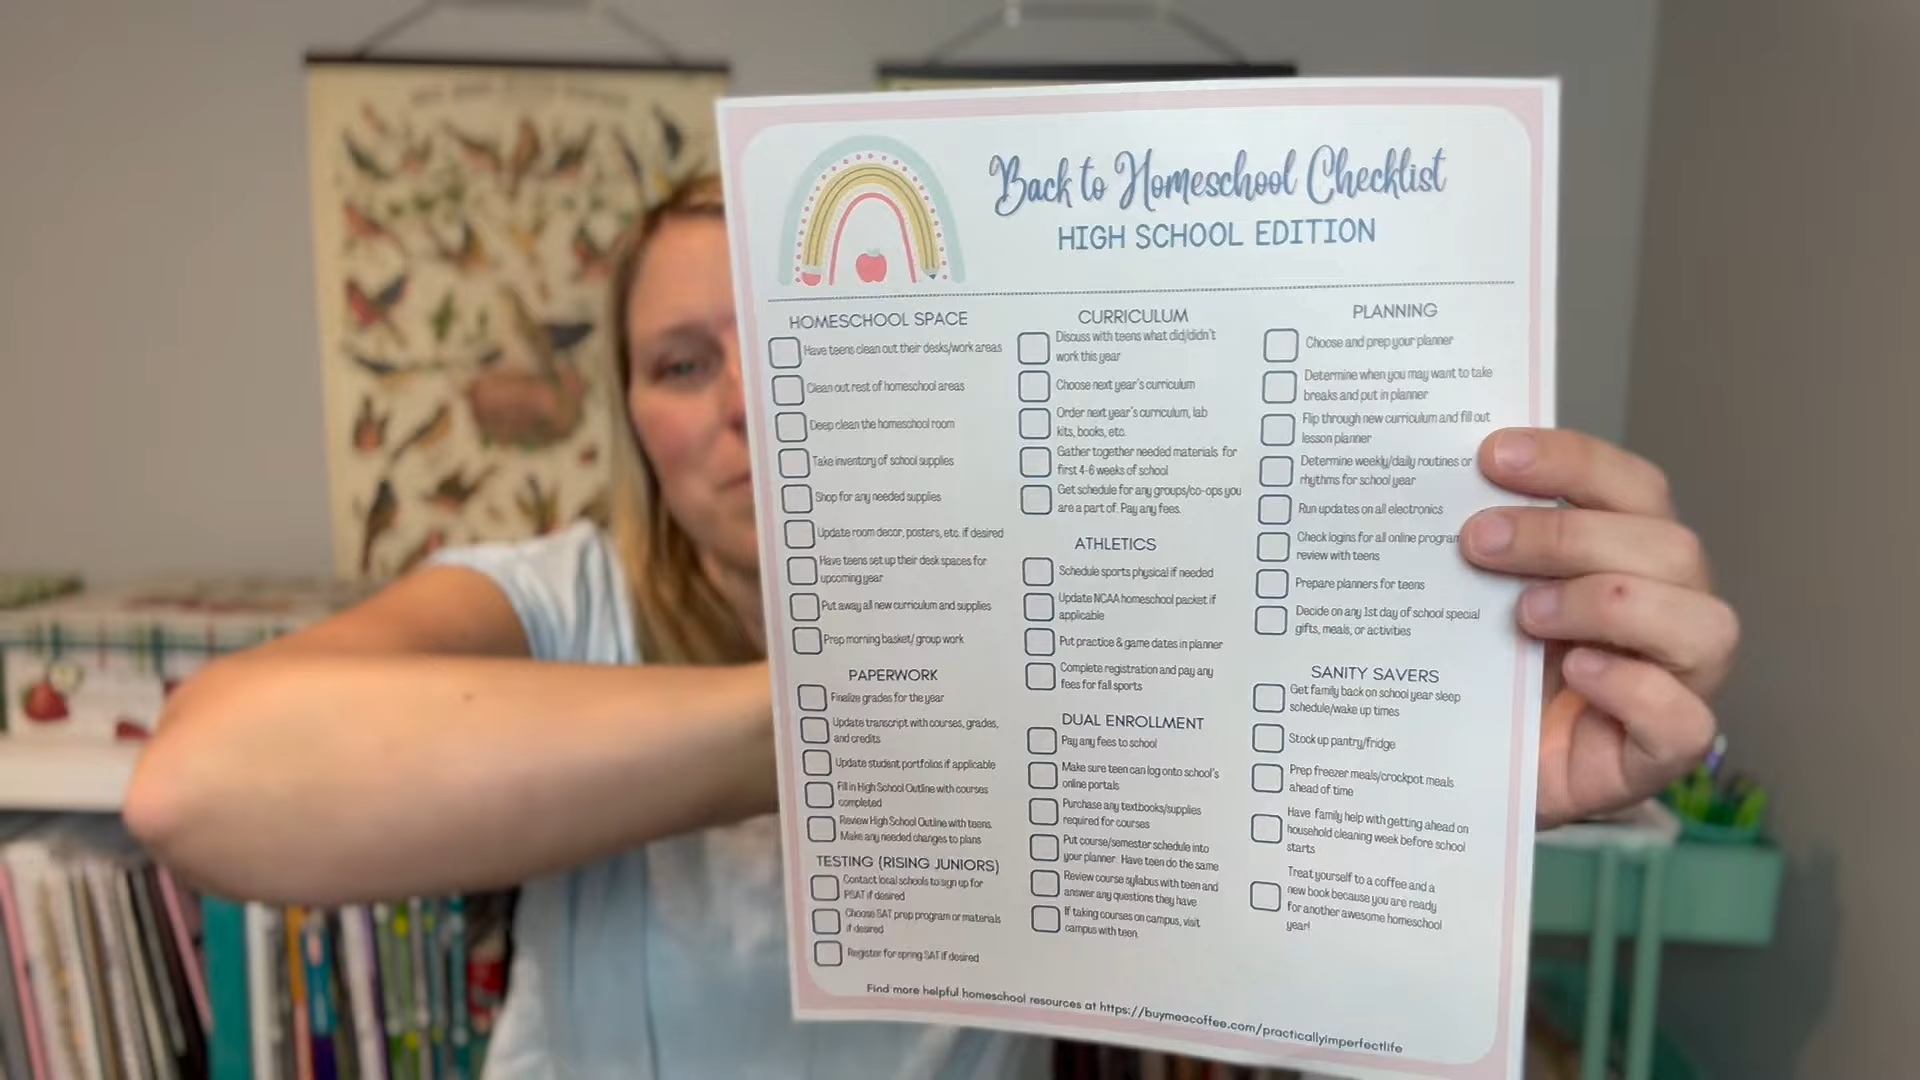 Back to Homeschool Checklist
HIGH SCHOOL EDITION
HOMESCHOOL SPACE
Have teens clean out their desks/work areas
Clean out rest of homeschool areas
Deep clean the homeschool room
Take inventory of school supplies
Shop for any needed supplies
Update room decor, posters, etc. if desired
Have teens set up their desk spaces for
upcoming year
Put away all new curriculum and supplies
Prep morning basket/ group work
PAPERWORK
Finalize grades for the year
Update transcript with courses, grades,
and credits
Update student portfolios if applicable
Fill in High School Outline with courses
completed
Review High School Outline with teens.
Make any needed changes to plans
TESTING (RISING JUNIORS)
Contact local schools to sign up for
PSAT if desired
Choose SAT prep program or materials
if desired
Register for spring SAT if desired
CURRICULUM
Discuss with teens what did/didn't
work this year
Choose next year's curriculum
Order next year's curriculum, lab
kits, books, etc.
Gather together needed materials for
first 4-6 weeks of school
Get schedule for any groups/co-ops you
are a part of. Pay any fees.
ATHLETICS
Schedule sports physical if needed
Update NCAA homeschool packet if
applicable
Put practice & game dates in planner
Complete registration and pay any
fees for fall sports
DUAL ENROLLMENT
Pay any fees to school
Make sure teen can log onto school's
online portals
Purchase any textbooks/supplies
required for courses
Put course/semester schedule into
your planner. Have teen do the same
Review course syllabus with teen and
answer any questions they have
If taking courses on campus, visit
campus with teen.
PLANNING
Choose and prep your planner
Determine when you may want to take
breaks and put in planner
Flip through new curriculum and fill out
lesson planner
Determine weekly/daily routines or
rhythms for school year
Run updates on all electronics
Check logins for all online program
review with teens
Prepare planners for teens
Decide on any 1st day of school special
gifts, meals, or activities
SANITY SAVERS
Get family back on school year sleep
schedule/wake up times
Stock up pantry/fridge
Prep freezer meals/crockpot meals
ahead of time
Have family help with getting ahead on
household cleaning week before school
starts
Treat yourself to a coffee and a
new book because you are ready
for another awesome homeschool
year!
Find more helpful homeschool resources at https://buymeacoffee.com/practicallyimperfectlife